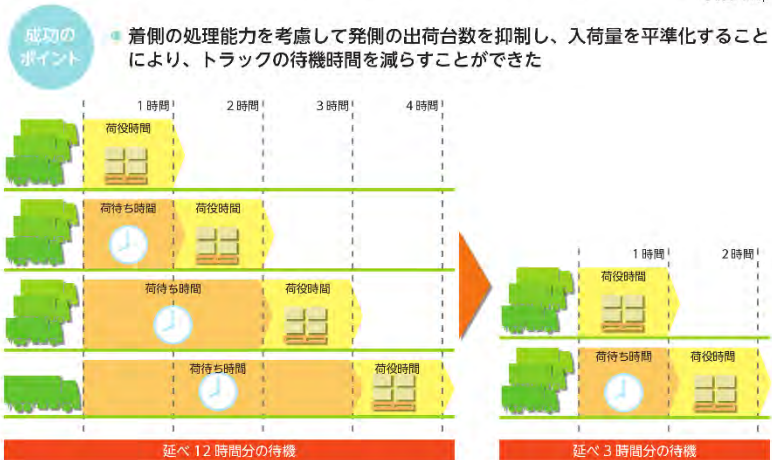 成功の
ポイント
着側の処理能力を考慮して発側の出荷台数を抑制し、入荷量を平準化すること
により、トラックの待機時間を減らすことができた
1時間 2時間 3時間 4時間
荷役時間
荷待ち時間 荷役時間
荷待ち時間 荷役時間
荷待ち時間 荷役時間
延べ12時間分の待機
1時間 2時間
荷役時間
荷待ち時間 荷役時間
延べ3時間分の待機